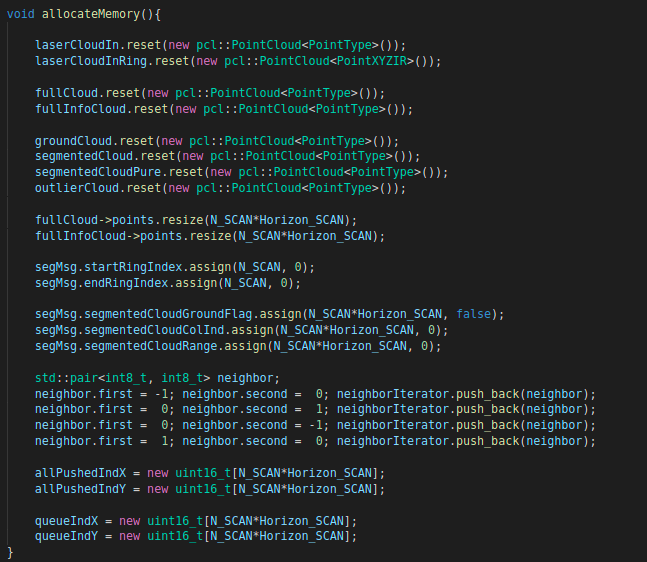 void allocateMemory(){
laserCloudIn.reset(new pcl::PointCloud<PointType>());
laserCloudInRing.reset(new pcl::PointCloud<PointXYZIR>());
fullCloud.reset(new pcl::PointCloud<PointType>());
fullInfoCloud.reset(new pcl::PointCloud<PointType>());
groundCloud.reset(new pcl::PointCloud<PointType>());
segmentedCloud.reset(new pcl::PointCloud<PointType>());
segmentedCloudPure.reset(new pcl::PointCloud<PointType>());
outlierCloud.reset(new pcl::PointCloud<PointType>());
fullCloud->points.resize(N_SCAN*Horizon_SCAN);
fullInfoCloud->points.resize(N_SCAN*Horizon_SCAN);
segMsg.startRingIndex.assign(N_SCAN, 0);
segMsg.endRingIndex.assign(N_SCAN, 0);
segMsg.segmentedCloudGroundFlag.assign(N_SCAN*Horizon_SCAN, false);
segMsg.segmentedCloudColInd.assign(N_SCAN*Horizon_SCAN, 0);
segMsg.segmentedCloudRange.assign(N_SCAN*Horizon_SCAN, 0);
std::pair<int8_t, int8_t> neighbor;
neighbor.first = -1; neighbor.second =  0; neighborIterator.push_back(neighbor);
neighbor.first =  0; neighbor.second =  1; neighborIterator.push_back(neighbor);
neighbor.first =  0; neighbor.second = -1; neighborIterator.push_back(neighbor);
neighbor.first =  1; neighbor.second =  0; neighborIterator.push_back(neighbor);
allPushedIndX = new uint16_t[N_SCAN*Horizon_SCAN];
allPushedIndY = new uint16_t[N_SCAN*Horizon_SCAN];
queueIndX = new uint16_t[N_SCAN*Horizon_SCAN];
queueIndY = new uint16_t[N_SCAN*Horizon_SCAN];
}